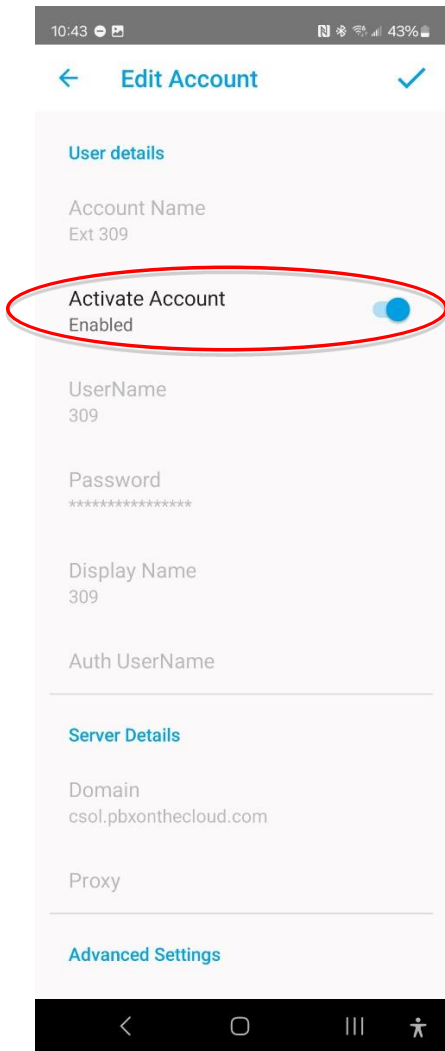 10:43 43%
Edit Account
User details
Account Name
Ext 309
Activate Account
Enabled
UserName
309
Password
****************
Display Name
309
Auth UserName
Server Details
Domain
csol.pbxonthecloud.com
Proxy
Advanced Settings